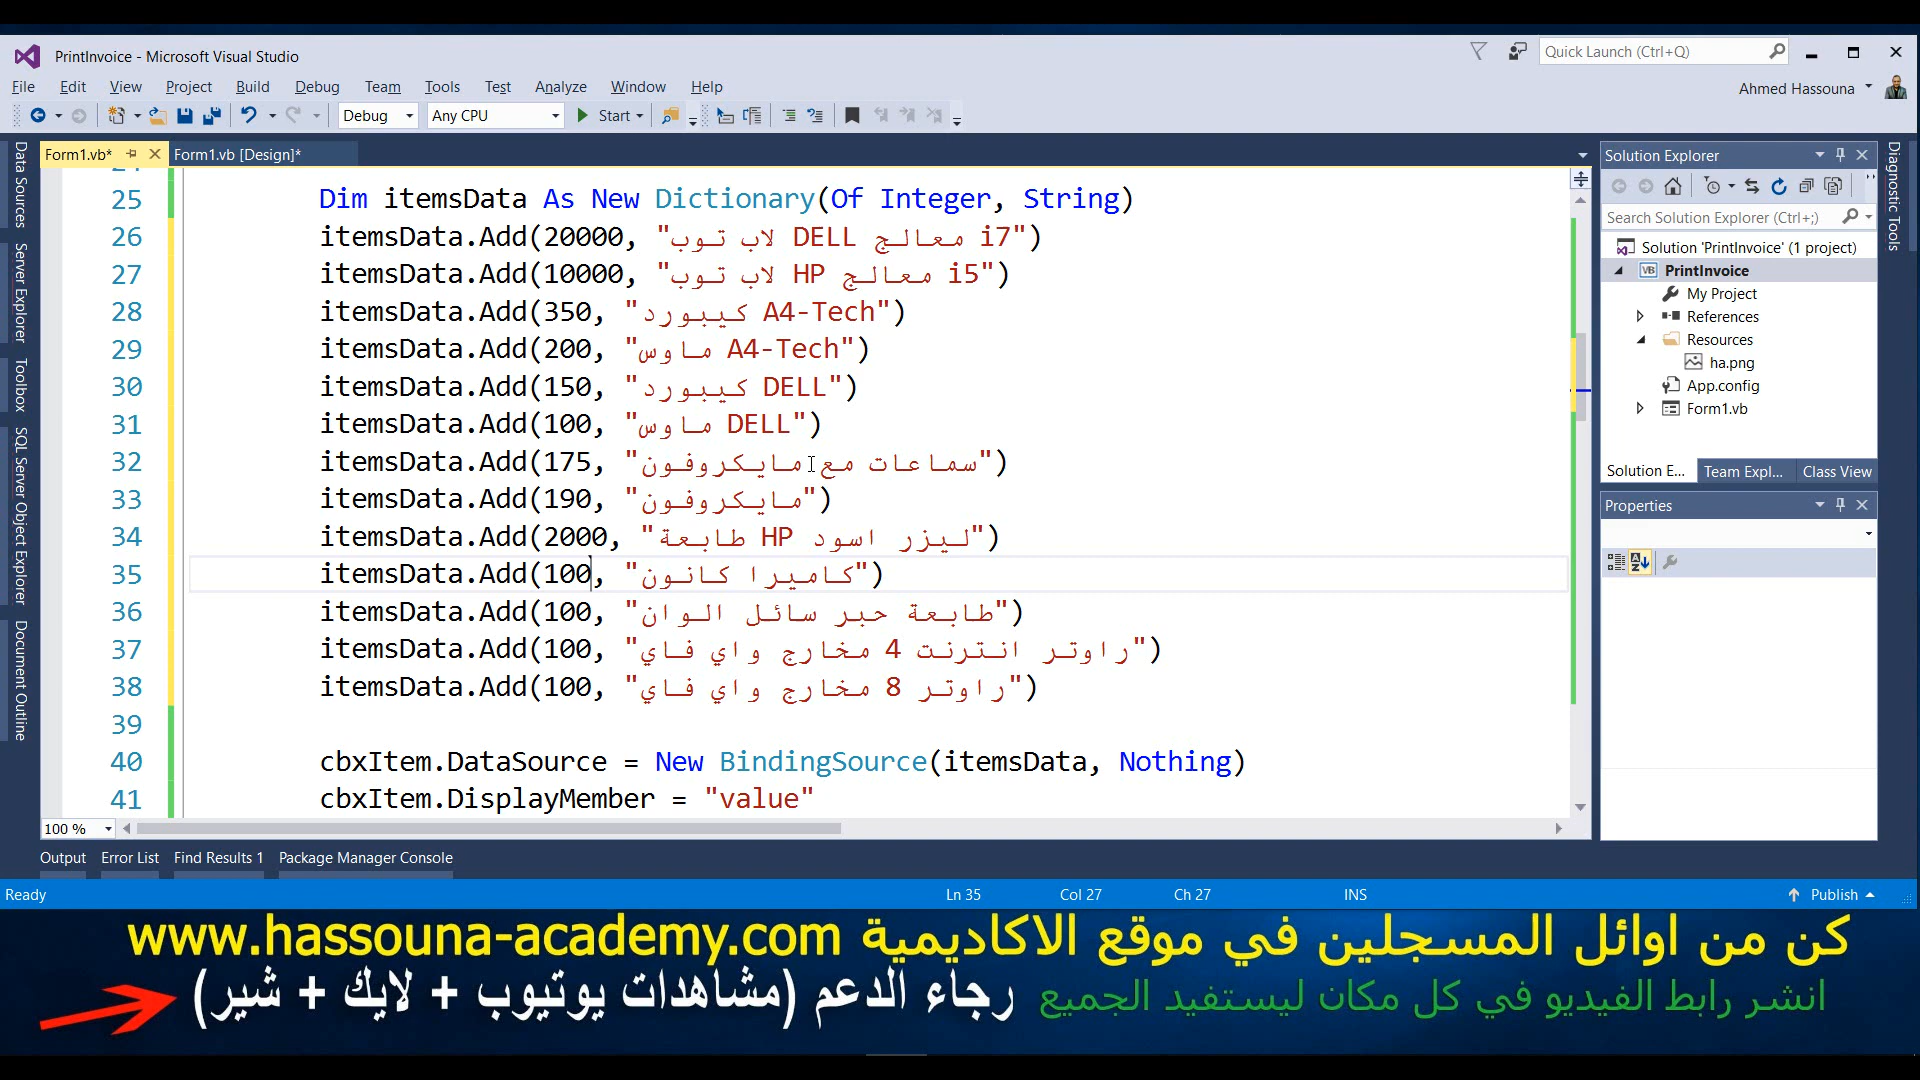 PrintInvoice - Microsoft Visual Studio
Quick Launch (Ctrl+Q)
File Edit View Project Build Debug Team Tools Test Analyze Window Help
Ahmed Hassouna
Debug Any CPU Start
Form1.vb* Form1.vb [Design]*
Data Sources
Server Explorer
Toolbox
SQL Server Object Explorer
Document Outline
25 Dim itemsData As New Dictionary(Of Integer, String)
26 itemsData.Add(20000, "لاب توب DELL معالج i7")
27 itemsData.Add(10000, "لاب توب HP معالج i5")
28 itemsData.Add(350, "كيبورد A4-Tech")
29 itemsData.Add(200, "ماوس A4-Tech")
30 itemsData.Add(150, "كيبورد DELL")
31 itemsData.Add(100, "ماوس DELL")
32 itemsData.Add(175, "سماعات مع مايكروفون")
33 itemsData.Add(190, "مايكروفون")
34 itemsData.Add(2000, "طابعة HP ليزر اسود")
35 itemsData.Add(100, "كاميرا كانون")
36 itemsData.Add(100, "طابعة حبر سائل الوان")
37 itemsData.Add(100, "راوتر انترنت 4 مخارج واي فاي")
38 itemsData.Add(100, "راوتر 8 مخارج واي فاي")
39
40 cbxItem.DataSource = New BindingSource(itemsData, Nothing)
41 cbxItem.DisplayMember = "value"
100 %
Solution Explorer
Search Solution Explorer (Ctrl+;)
Solution 'PrintInvoice' (1 project)
VB PrintInvoice
My Project
References
Resources
ha.png
App.config
Form1.vb
Solution E... Team Expl... Class View
Properties
Diagnostic Tools
Output Error List Find Results 1 Package Manager Console
Ready Ln 35 Col 27 Ch 27 INS Publish
كن من اوائل المسجلين في موقع الاكاديمية www.hassouna-academy.com
انشر رابط الفيديو في كل مكان ليستفيد الجميع رجاء الدعم (مشاهدات يوتيوب + لايك + شير)